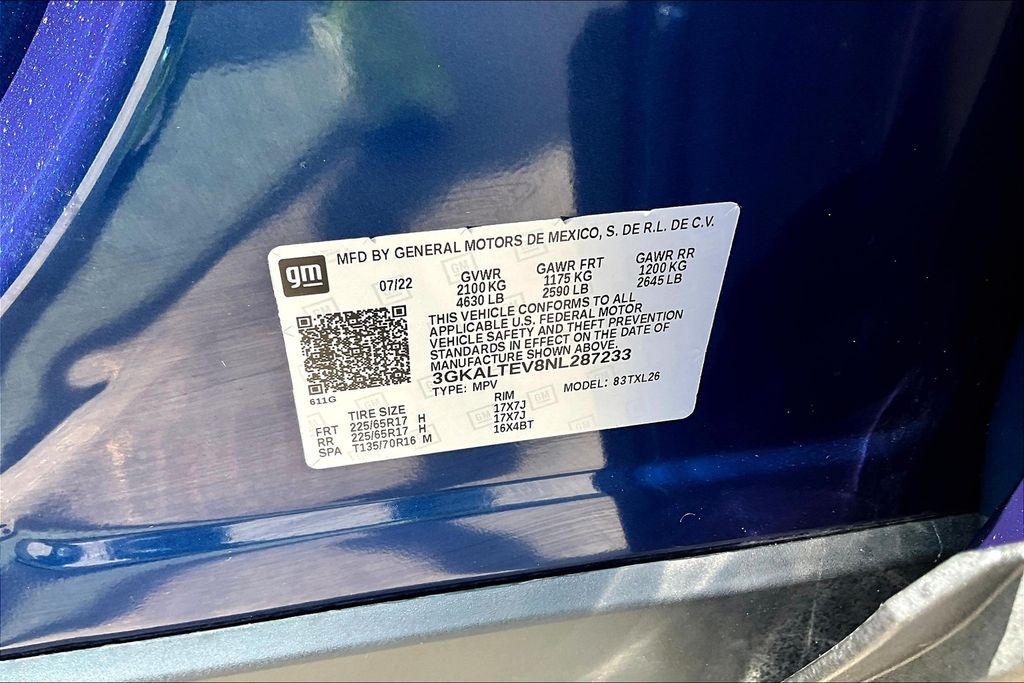 MFD BY GENERAL MOTORS DE MEXICO, S. DE R.L. DE C.V.
gm
07/22 GVWR GAWR FRT GAWR RR
2100 KG 1175 KG 1200 KG
4630 LB 2590 LB 2645 LB
THIS VEHICLE CONFORMS TO ALL
APPLICABLE U.S. FEDERAL MOTOR
VEHICLE SAFETY AND THEFT PREVENTION
STANDARDS IN EFFECT ON THE DATE OF
MANUFACTURE SHOWN ABOVE.
3GKALTEV8NL287233
TYPE: MPV MODEL: 83TXL26
611G
TIRE SIZE RIM
FRT 225/65R17 H 17X7J
RR 225/65R17 H 17X7J
SPA T135/70R16 M 16X4BT